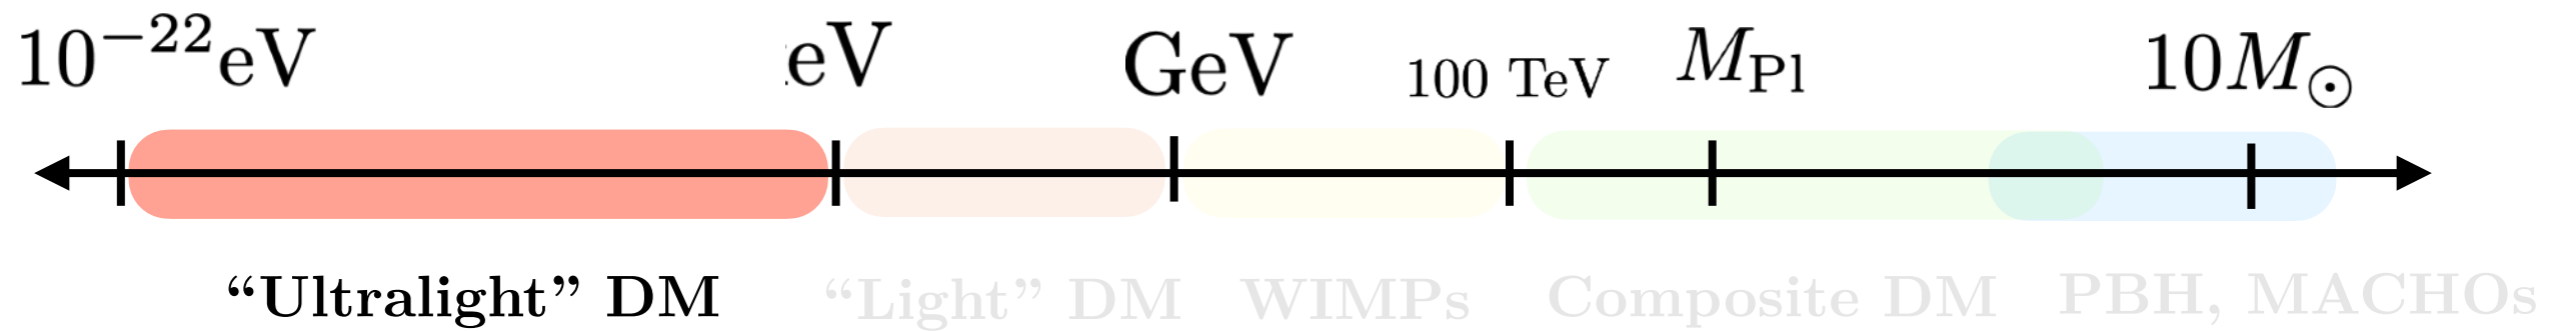 10⁻²²eV eV GeV 100 TeV M_Pl 10M_⊙
“Ultralight” DM “Light” DM WIMPs Composite DM PBH, MACHOs